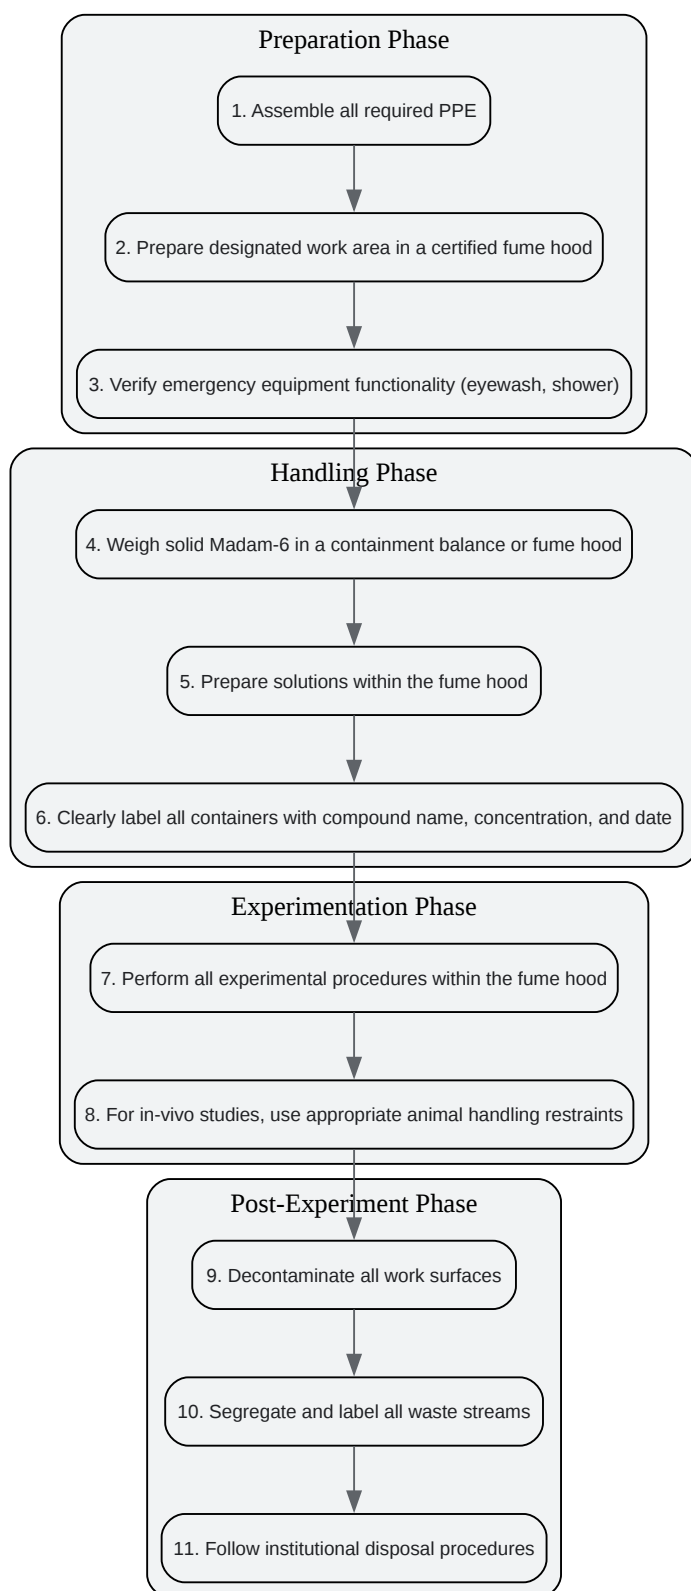 Preparation Phase
1. Assemble all required PPE
2. Prepare designated work area in a certified fume hood
3. Verify emergency equipment functionality (eyewash, shower)
Handling Phase
4. Weigh solid Madam-6 in a containment balance or fume hood
5. Prepare solutions within the fume hood
6. Clearly label all containers with compound name, concentration, and date
Experimentation Phase
7. Perform all experimental procedures within the fume hood
8. For in-vivo studies, use appropriate animal handling restraints
Post-Experiment Phase
9. Decontaminate all work surfaces
10. Segregate and label all waste streams
11. Follow institutional disposal procedures